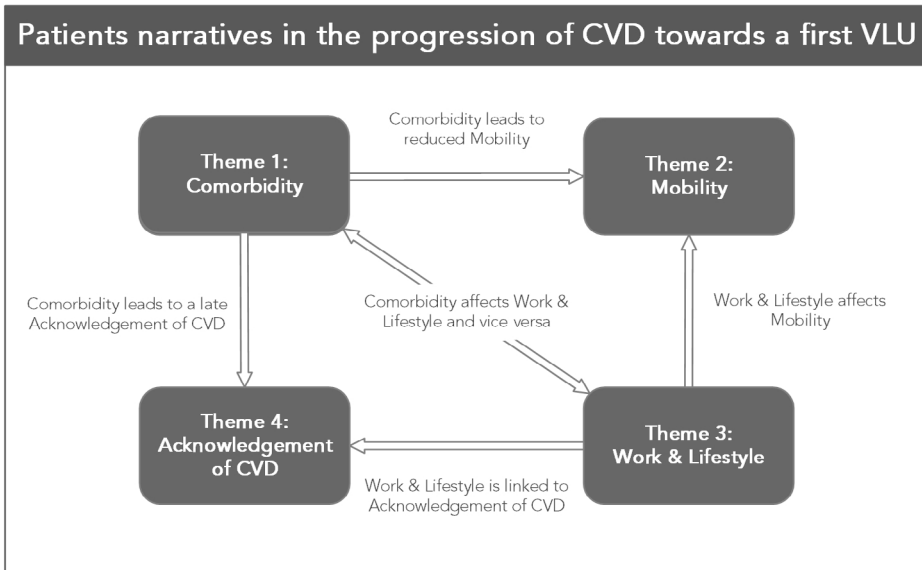 Patients narratives in the progression of CVD towards a first VLU
Comorbidity leads to
reduced Mobility
Theme 1:
Comorbidity
Theme 2:
Mobility
Comorbidity leads to a late
Acknowledgement of CVD
Comorbidity affects Work &
Lifestyle and vice versa
Work & Lifestyle affects
Mobility
Theme 4:
Acknowledgement
of CVD
Theme 3:
Work & Lifestyle
Work & Lifestyle is linked to
Acknowledgement of CVD